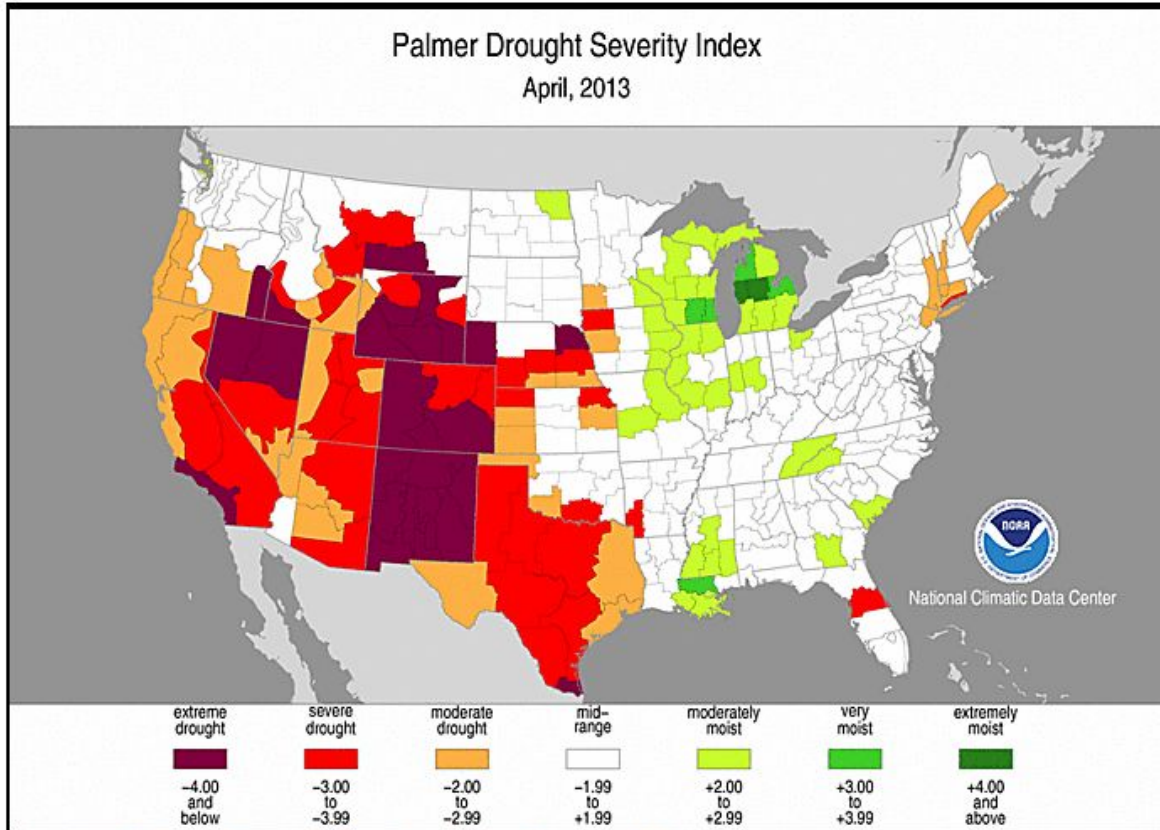 Palmer Drought Severity Index
April, 2013
NOAA
National Climatic Data Center
extreme
drought
severe
drought
moderate
drought
mid-
range
moderately
moist
very
moist
extremely
moist
-4.00
and
below
-3.00
to
-3.99
-2.00
to
-2.99
-1.99
to
+1.99
+2.00
to
+2.99
+3.00
to
+3.99
+4.00
and
above